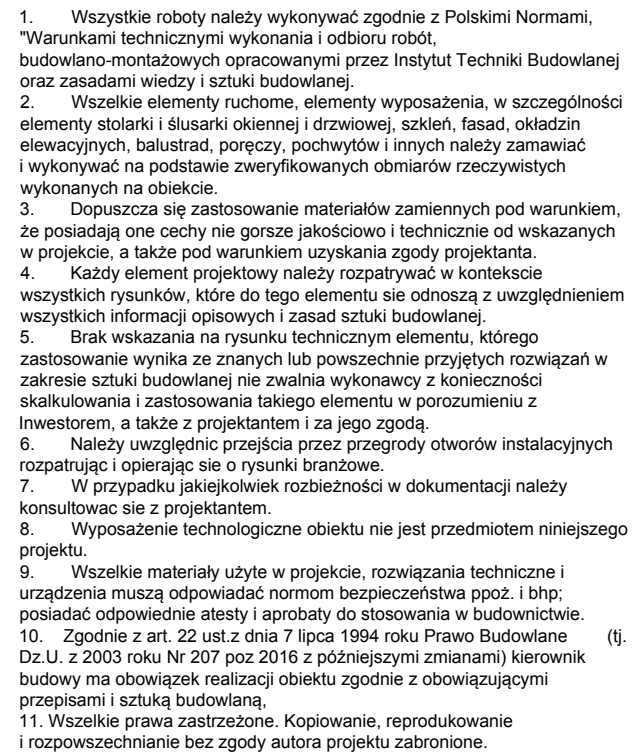 1. Wszystkie roboty należy wykonywać zgodnie z Polskimi Normami,
"Warunkami technicznymi wykonania i odbioru robót,
budowlano-montażowych opracowanymi przez Instytut Techniki Budowlanej
oraz zasadami wiedzy i sztuki budowlanej.
2. Wszelkie elementy ruchome, elementy wyposażenia, w szczególności
elementy stolarki i ślusarki okiennej i drzwiowej, szkleń, fasad, okładzin
elewacyjnych, balustrad, poręczy, pochwytów i innych należy zamawiać
i wykonywać na podstawie zweryfikowanych obmiarów rzeczywistych
wykonanych na obiekcie.
3. Dopuszcza się zastosowanie materiałów zamiennych pod warunkiem,
że posiadają one cechy nie gorsze jakościowo i technicznie od wskazanych
w projekcie, a także pod warunkiem uzyskania zgody projektanta.
4. Każdy element projektowy należy rozpatrywać w kontekscie
wszystkich rysunków, które do tego elementu sie odnoszą z uwzględnieniem
wszystkich informacji opisowych i zasad sztuki budowlanej.
5. Brak wskazania na rysunku technicznym elementu, którego
zastosowanie wynika ze znanych lub powszechnie przyjętych rozwiązań w
zakresie sztuki budowlanej nie zwalnia wykonawcy z konieczności
skalkulowania i zastosowania takiego elementu w porozumieniu z
Inwestorem, a także z projektantem i za jego zgodą.
6. Należy uwzględnic przejścia przez przegrody otworów instalacyjnych
rozpatrując i opierając sie o rysunki branżowe.
7. W przypadku jakiejkolwiek rozbieżności w dokumentacji należy
konsultowac sie z projektantem.
8. Wyposażenie technologiczne obiektu nie jest przedmiotem niniejszego
projektu.
9. Wszelkie materiały użyte w projekcie, rozwiązania techniczne i
urządzenia muszą odpowiadać normom bezpieczeństwa ppoż. i bhp;
posiadać odpowiednie atesty i aprobaty do stosowania w budownictwie.
10. Zgodnie z art. 22 ust.z dnia 7 lipca 1994 roku Prawo Budowlane (tj.
Dz.U. z 2003 roku Nr 207 poz 2016 z późniejszymi zmianami) kierownik
budowy ma obowiązek realizacji obiektu zgodnie z obowiązującymi
przepisami i sztuką budowlaną,
11. Wszelkie prawa zastrzeżone. Kopiowanie, reprodukowanie
i rozpowszechnianie bez zgody autora projektu zabronione.